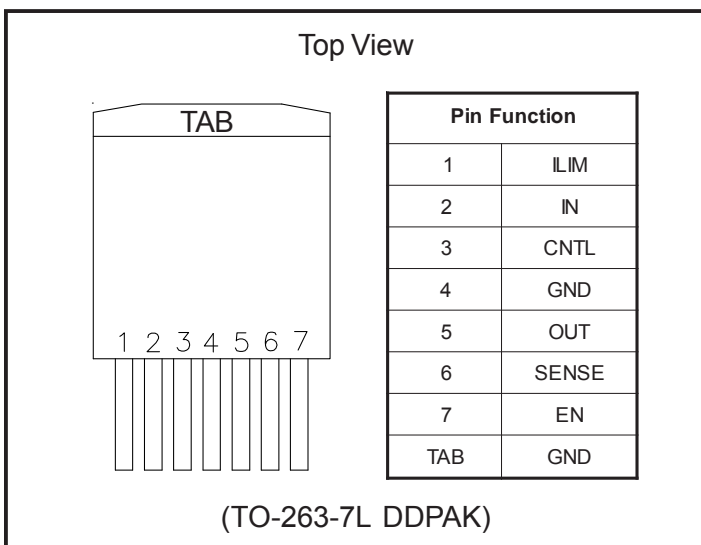 Top View
TAB
1 2 3 4 5 6 7
Pin Function
1 ILIM
2 IN
3 CNTL
4 GND
5 OUT
6 SENSE
7 EN
TAB GND
(TO-263-7L DDPAK)